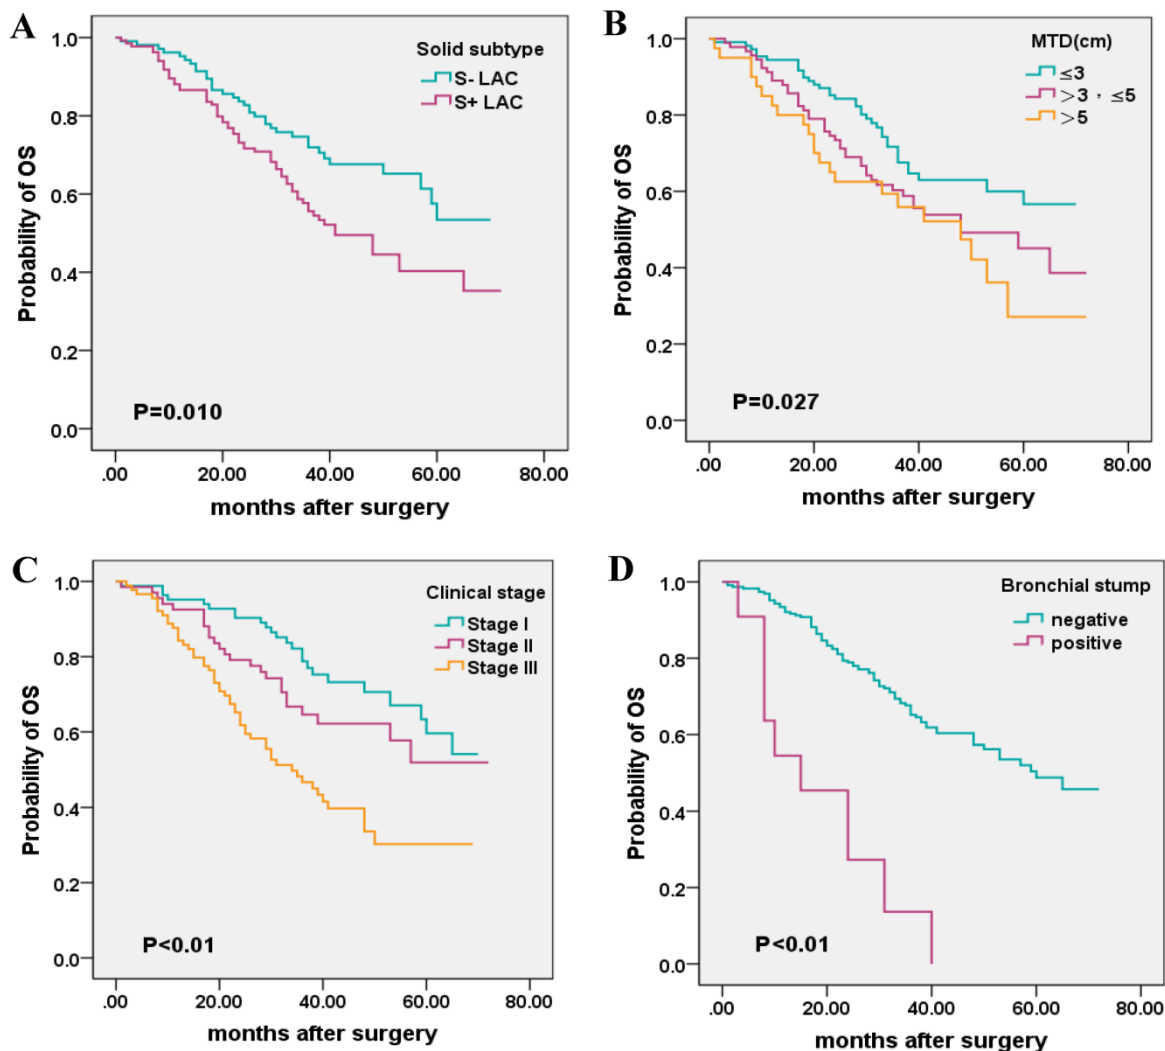 A
Solid subtype
S- LAC
S+ LAC
1.0
0.8
0.6
0.4
0.2
0.0
Probability of OS
P=0.010
.00 20.00 40.00 60.00 80.00
months after surgery
B
MTD(cm)
≤3
>3 , ≤5
>5
1.0
0.8
0.6
0.4
0.2
0.0
Probability of OS
P=0.027
.00 20.00 40.00 60.00 80.00
months after surgery
C
Clinical stage
Stage I
Stage II
Stage III
1.0
0.8
0.6
0.4
0.2
0.0
Probability of OS
P<0.01
.00 20.00 40.00 60.00 80.00
months after surgery
D
Bronchial stump
negative
positive
1.0
0.8
0.6
0.4
0.2
0.0
Probability of OS
P<0.01
.00 20.00 40.00 60.00 80.00
months after surgery